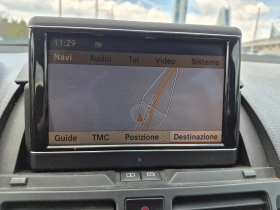 11:29
Navi Audio Tel Video Sistema
Guide TMC Posizione Destinazione